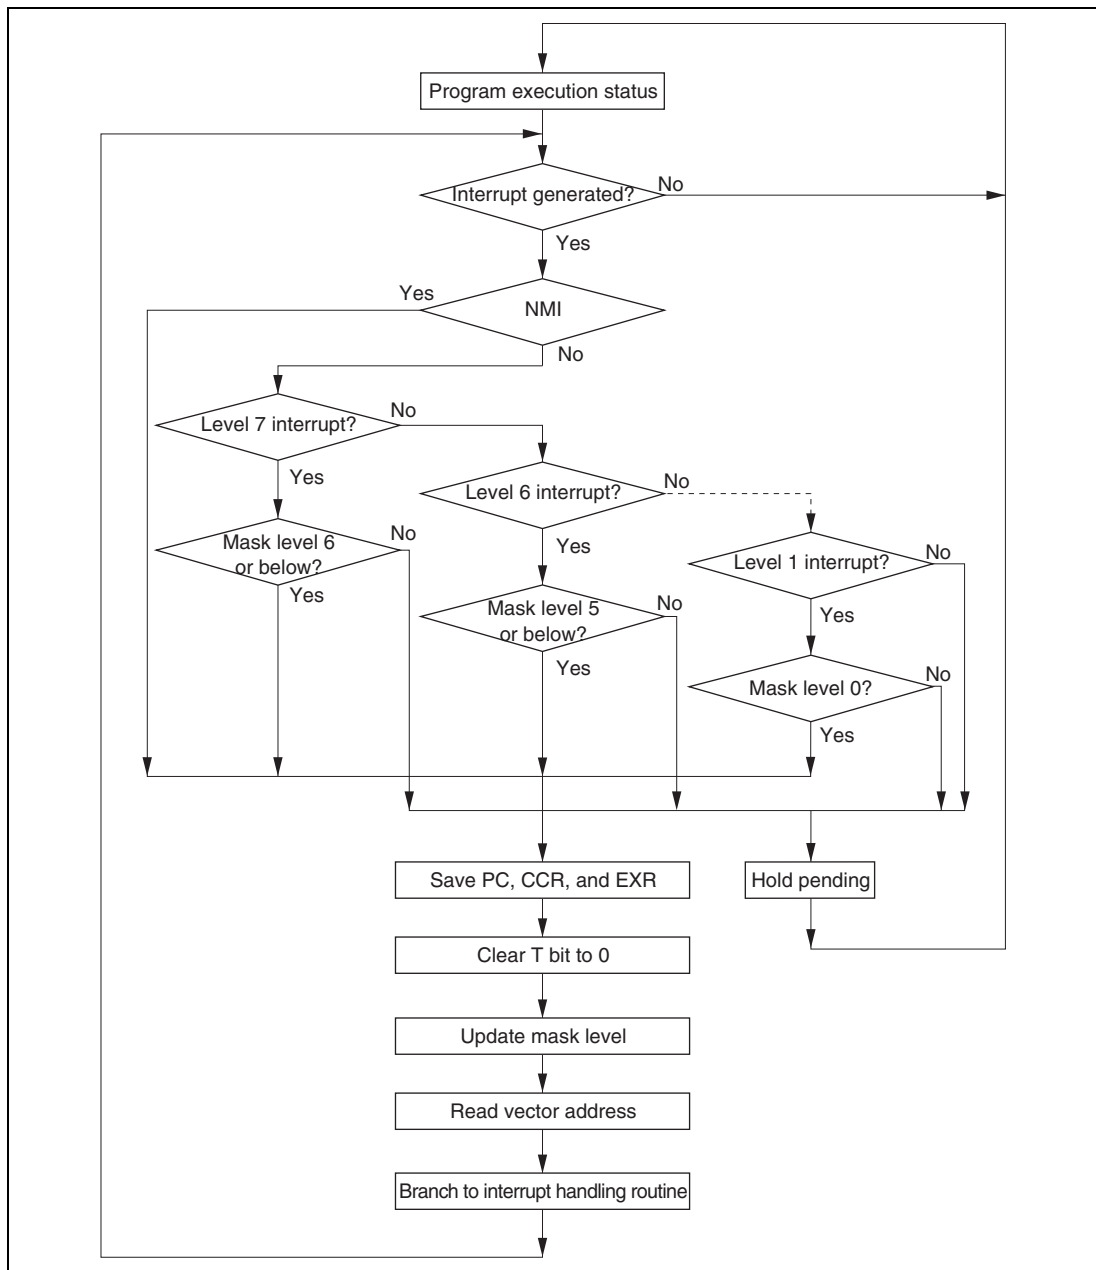 Program execution status
Interrupt generated?
No
Yes
Yes
NMI
No
Level 7 interrupt?
No
Yes
Level 6 interrupt?
No
Mask level 6
or below?
No
Yes
Level 1 interrupt?
No
Yes
Mask level 5
or below?
No
Yes
Yes
Mask level 0?
No
Yes
Save PC, CCR, and EXR
Hold pending
Clear T bit to 0
Update mask level
Read vector address
Branch to interrupt handling routine